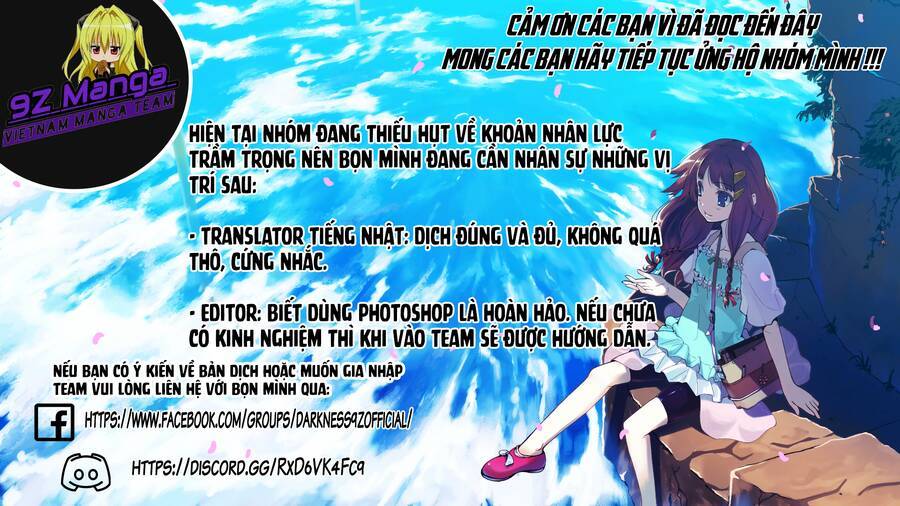 9Z Manga
VIETNAM MANGA TEAM
CẢM ƠN CÁC BẠN VÌ ĐÃ ĐỌC ĐẾN ĐÂY
MONG CÁC BẠN HÃY TIẾP TỤC ỦNG HỘ NHÓM MÌNH !!!
HIỆN TẠI NHÓM ĐANG THIẾU HỤT VỀ KHOẢN NHÂN LỰC
TRẦM TRỌNG NÊN BỌN MÌNH ĐANG CẦN NHÂN SỰ NHỮNG VỊ
TRÍ SAU:
- TRANSLATOR TIẾNG NHẬT: DỊCH ĐÚNG VÀ ĐỦ, KHÔNG QUÁ
THÔ, CỨNG NHẮC.
- EDITOR: BIẾT DÙNG PHOTOSHOP LÀ HOÀN HẢO. NẾU CHƯA
CÓ KINH NGHIỆM THÌ KHI VÀO TEAM SẼ ĐƯỢC HƯỚNG DẪN.
NẾU BẠN CÓ Ý KIẾN VỀ BẢN DỊCH HOẶC MUỐN GIA NHẬP
TEAM VUI LÒNG LIÊN HỆ VỚI BỌN MÌNH QUA:
HTTPS://WWW.FACEBOOK.COM/GROUPS/DARKNESS9ZOFFICIAL/
HTTPS://DISCORD.GG/RXD6VK4FC9